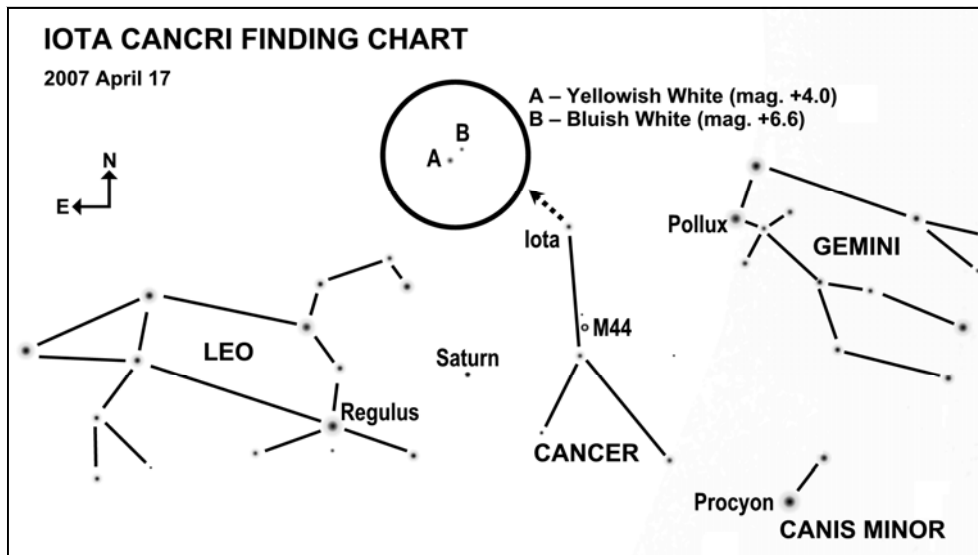 IOTA CANCRI FINDING CHART
2007 April 17
A – Yellowish White (mag. +4.0)
B – Bluish White (mag. +6.6)
B
A
N
E
Iota
Pollux
GEMINI
M44
LEO
Saturn
Regulus
CANCER
Procyon
CANIS MINOR